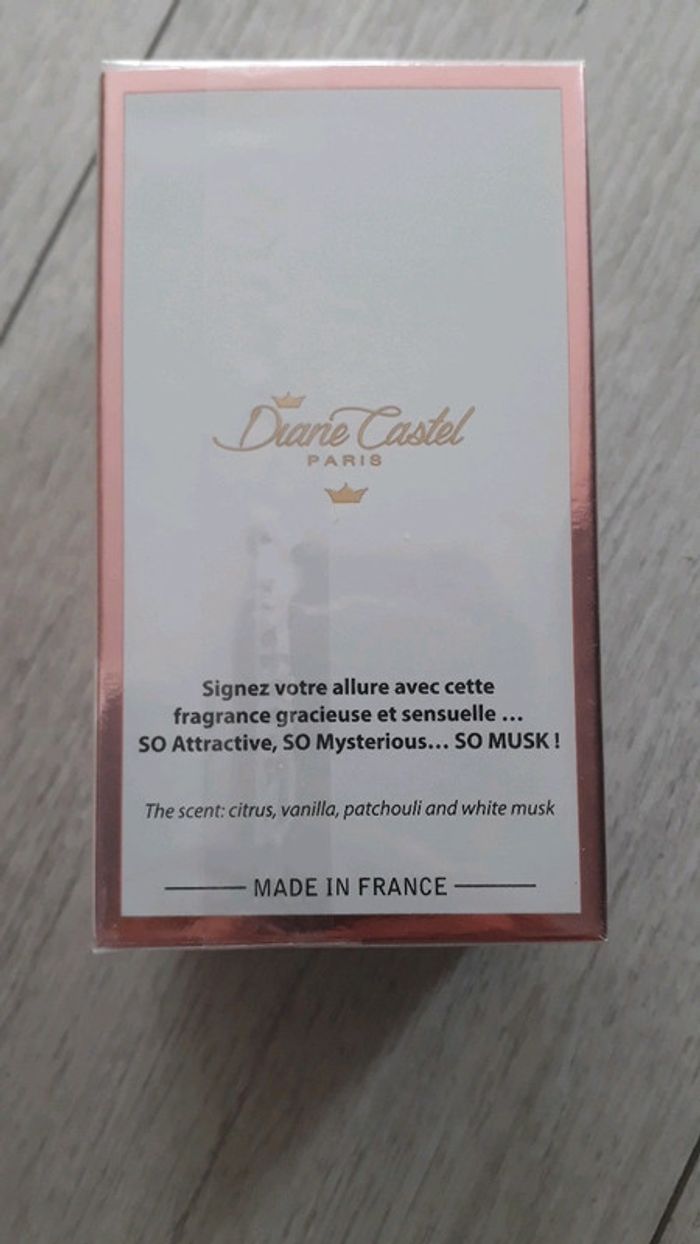 Diane Castel
PARIS
Signez votre allure avec cette
fragrance gracieuse et sensuelle ...
SO Attractive, SO Mysterious... SO MUSK !
The scent: citrus, vanilla, patchouli and white musk
MADE IN FRANCE